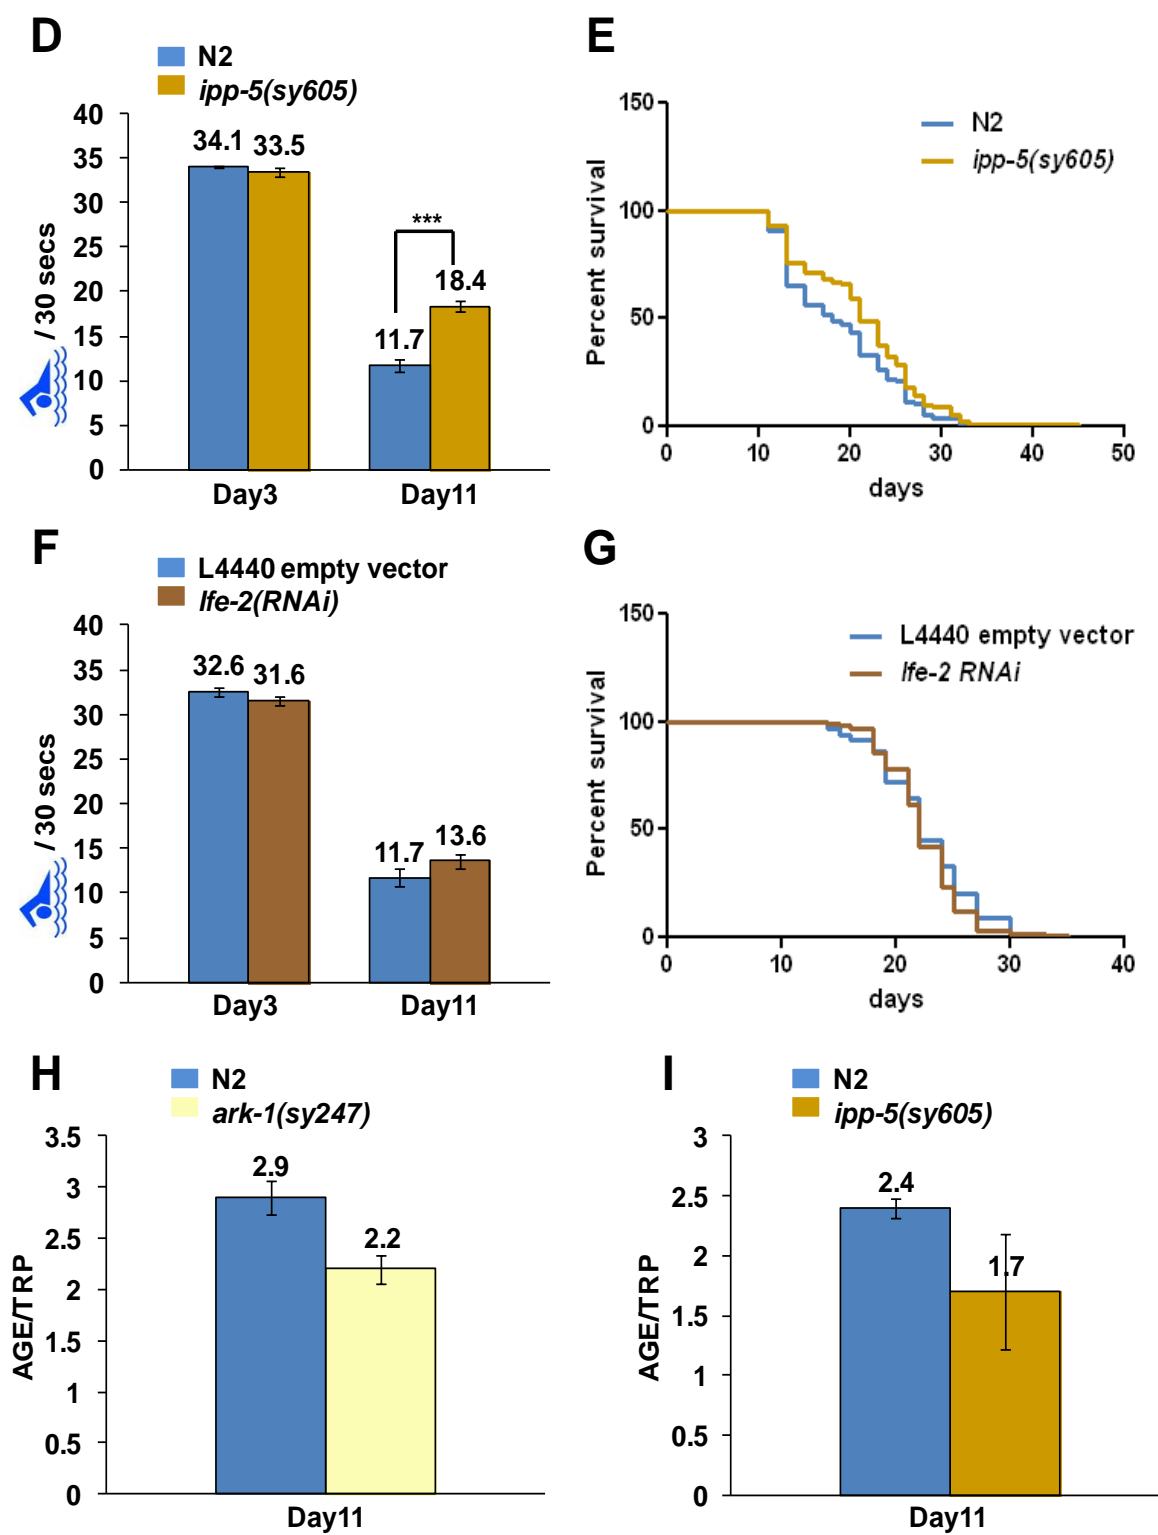 D
N2
ipp-5(sy605)
40
35
30
25
20
15
10
5
0
/ 30 secs
34.1
33.5
***
11.7
18.4
Day3
Day11
E
N2
ipp-5(sy605)
150
100
50
0
Percent survival
0
10
20
30
40
50
days
F
L4440 empty vector
lfe-2(RNAi)
40
35
30
25
20
15
10
5
0
/ 30 secs
32.6
31.6
11.7
13.6
Day3
Day11
G
L4440 empty vector
lfe-2 RNAi
150
100
50
0
Percent survival
0
10
20
30
40
days
H
N2
ark-1(sy247)
3.5
3
2.5
2
1.5
1
0.5
0
AGE/TRP
2.9
2.2
Day11
I
N2
ipp-5(sy605)
3
2.5
2
1.5
1
0.5
0
AGE/TRP
2.4
1.7
Day11